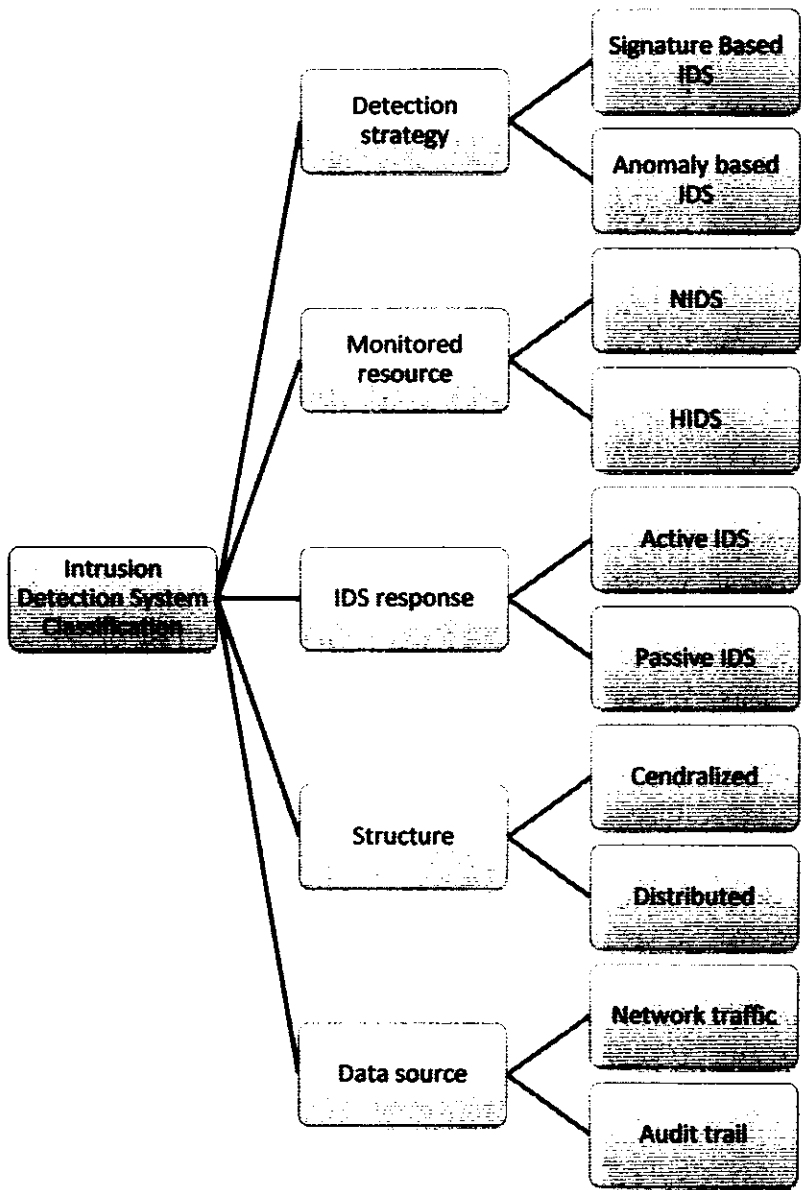 Intrusion
Detection System
Classification
Detection
strategy
Signature Based
IDS
Anomaly based
IDS
Monitored
resource
NIDS
HIDS
IDS response
Active IDS
Passive IDS
Structure
Cendralized
Distributed
Data source
Network traffic
Audit trail